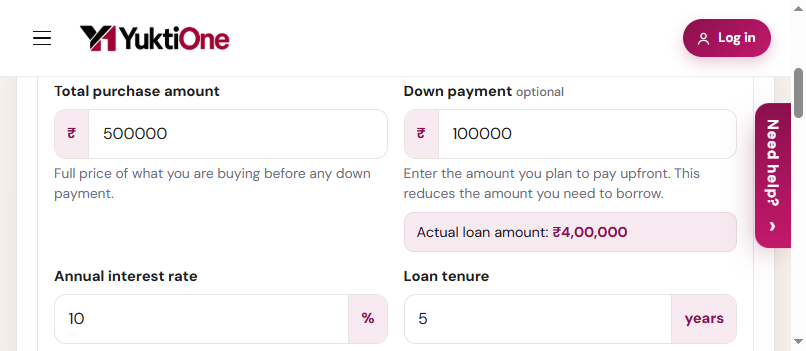 YuktiOne
Log in
Total purchase amount
₹ 500000
Full price of what you are buying before any down
payment.
Down payment optional
₹ 100000
Enter the amount you plan to pay upfront. This
reduces the amount you need to borrow.
Actual loan amount: ₹4,00,000
Annual interest rate
10 %
Loan tenure
5 years
Need help? ›